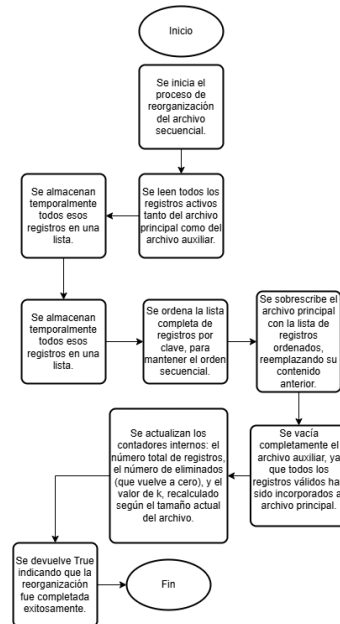 Inicio
Se inicia el
proceso de
reorganización
del archivo
secuencial.
Se leen todos los
registros activos
tanto del archivo
principal como del
archivo auxiliar.
Se almacenan
temporalmente
todos esos
registros en una
lista.
Se almacenan
temporalmente
todos esos
registros en una
lista.
Se ordena la lista
completa de
registros por
clave, para
mantener el orden
secuencial.
Se sobrescribe el
archivo principal
con la lista de
registros
ordenados,
reemplazando su
contenido
anterior.
Se vacía
completamente el
archivo auxiliar, ya
que todos los
registros válidos ha
sido incorporados a
archivo principal.
Se actualizan los
contadores internos: el
número total de registros,
el número de eliminados
(que vuelve a cero), y el
valor de k, recalculado
según el tamaño actual
del archivo.
Se devuelve True
indicando que la
reorganización
fue completada
exitosamente.
Fin